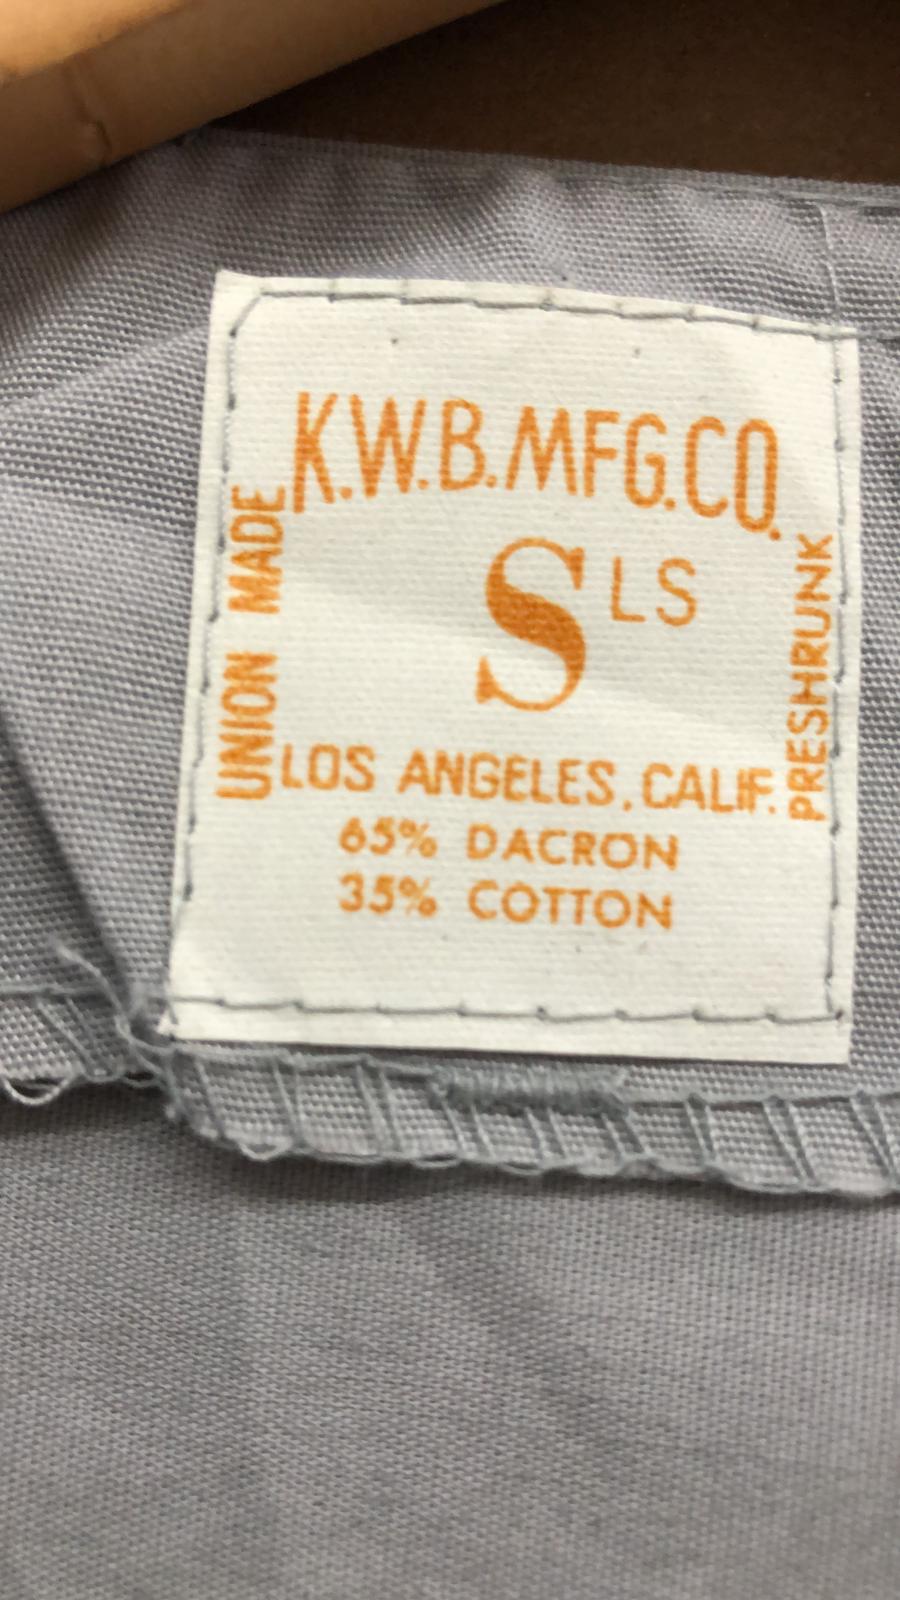 K.W.B.MFG.CO.
UNION MADE
S LS
PRESHRUNK
LOS ANGELES, CALIF.
65% DACRON
35% COTTON